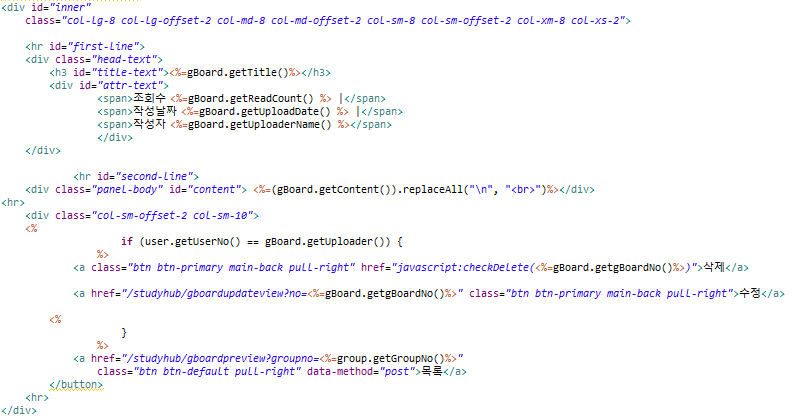 <div id="inner"
class="col-lg-8 col-lg-offset-2 col-md-8 col-md-offset-2 col-sm-8 col-sm-offset-2 col-xm-8 col-xs-2">
<hr id="first-line">
<div class="head-text">
<h3 id="title-text"><%=gBoard.getTitle()%></h3>
<div id="attr-text">
<span>조회수 <%=gBoard.getReadCount() %> |</span>
<span>작성날짜 <%=gBoard.getUploadDate() %> |</span>
<span>작성자 <%=gBoard.getUploaderName() %></span>
</div>
</div>
<hr id="second-line">
<div class="panel-body" id="content"> <%=(gBoard.getContent()).replaceAll("\n", "<br>")%></div>
<hr>
<div class="col-sm-offset-2 col-sm-10">
<%
if (user.getUserNo() == gBoard.getUploader()) {
%>
<a class="btn btn-primary main-back pull-right" href="javascript:checkDelete(<%=gBoard.getgBoardNo()%>)">삭제</a>
<a href="/studyhub/gboardupdateview?no=<%=gBoard.getgBoardNo()%>" class="btn btn-primary main-back pull-right">수정</a>
<%
}
%>
<a href="/studyhub/gboardpreview?groupno=<%=group.getGroupNo()%>"
class="btn btn-default pull-right" data-method="post">목록</a>
</button>
<hr>
</div>